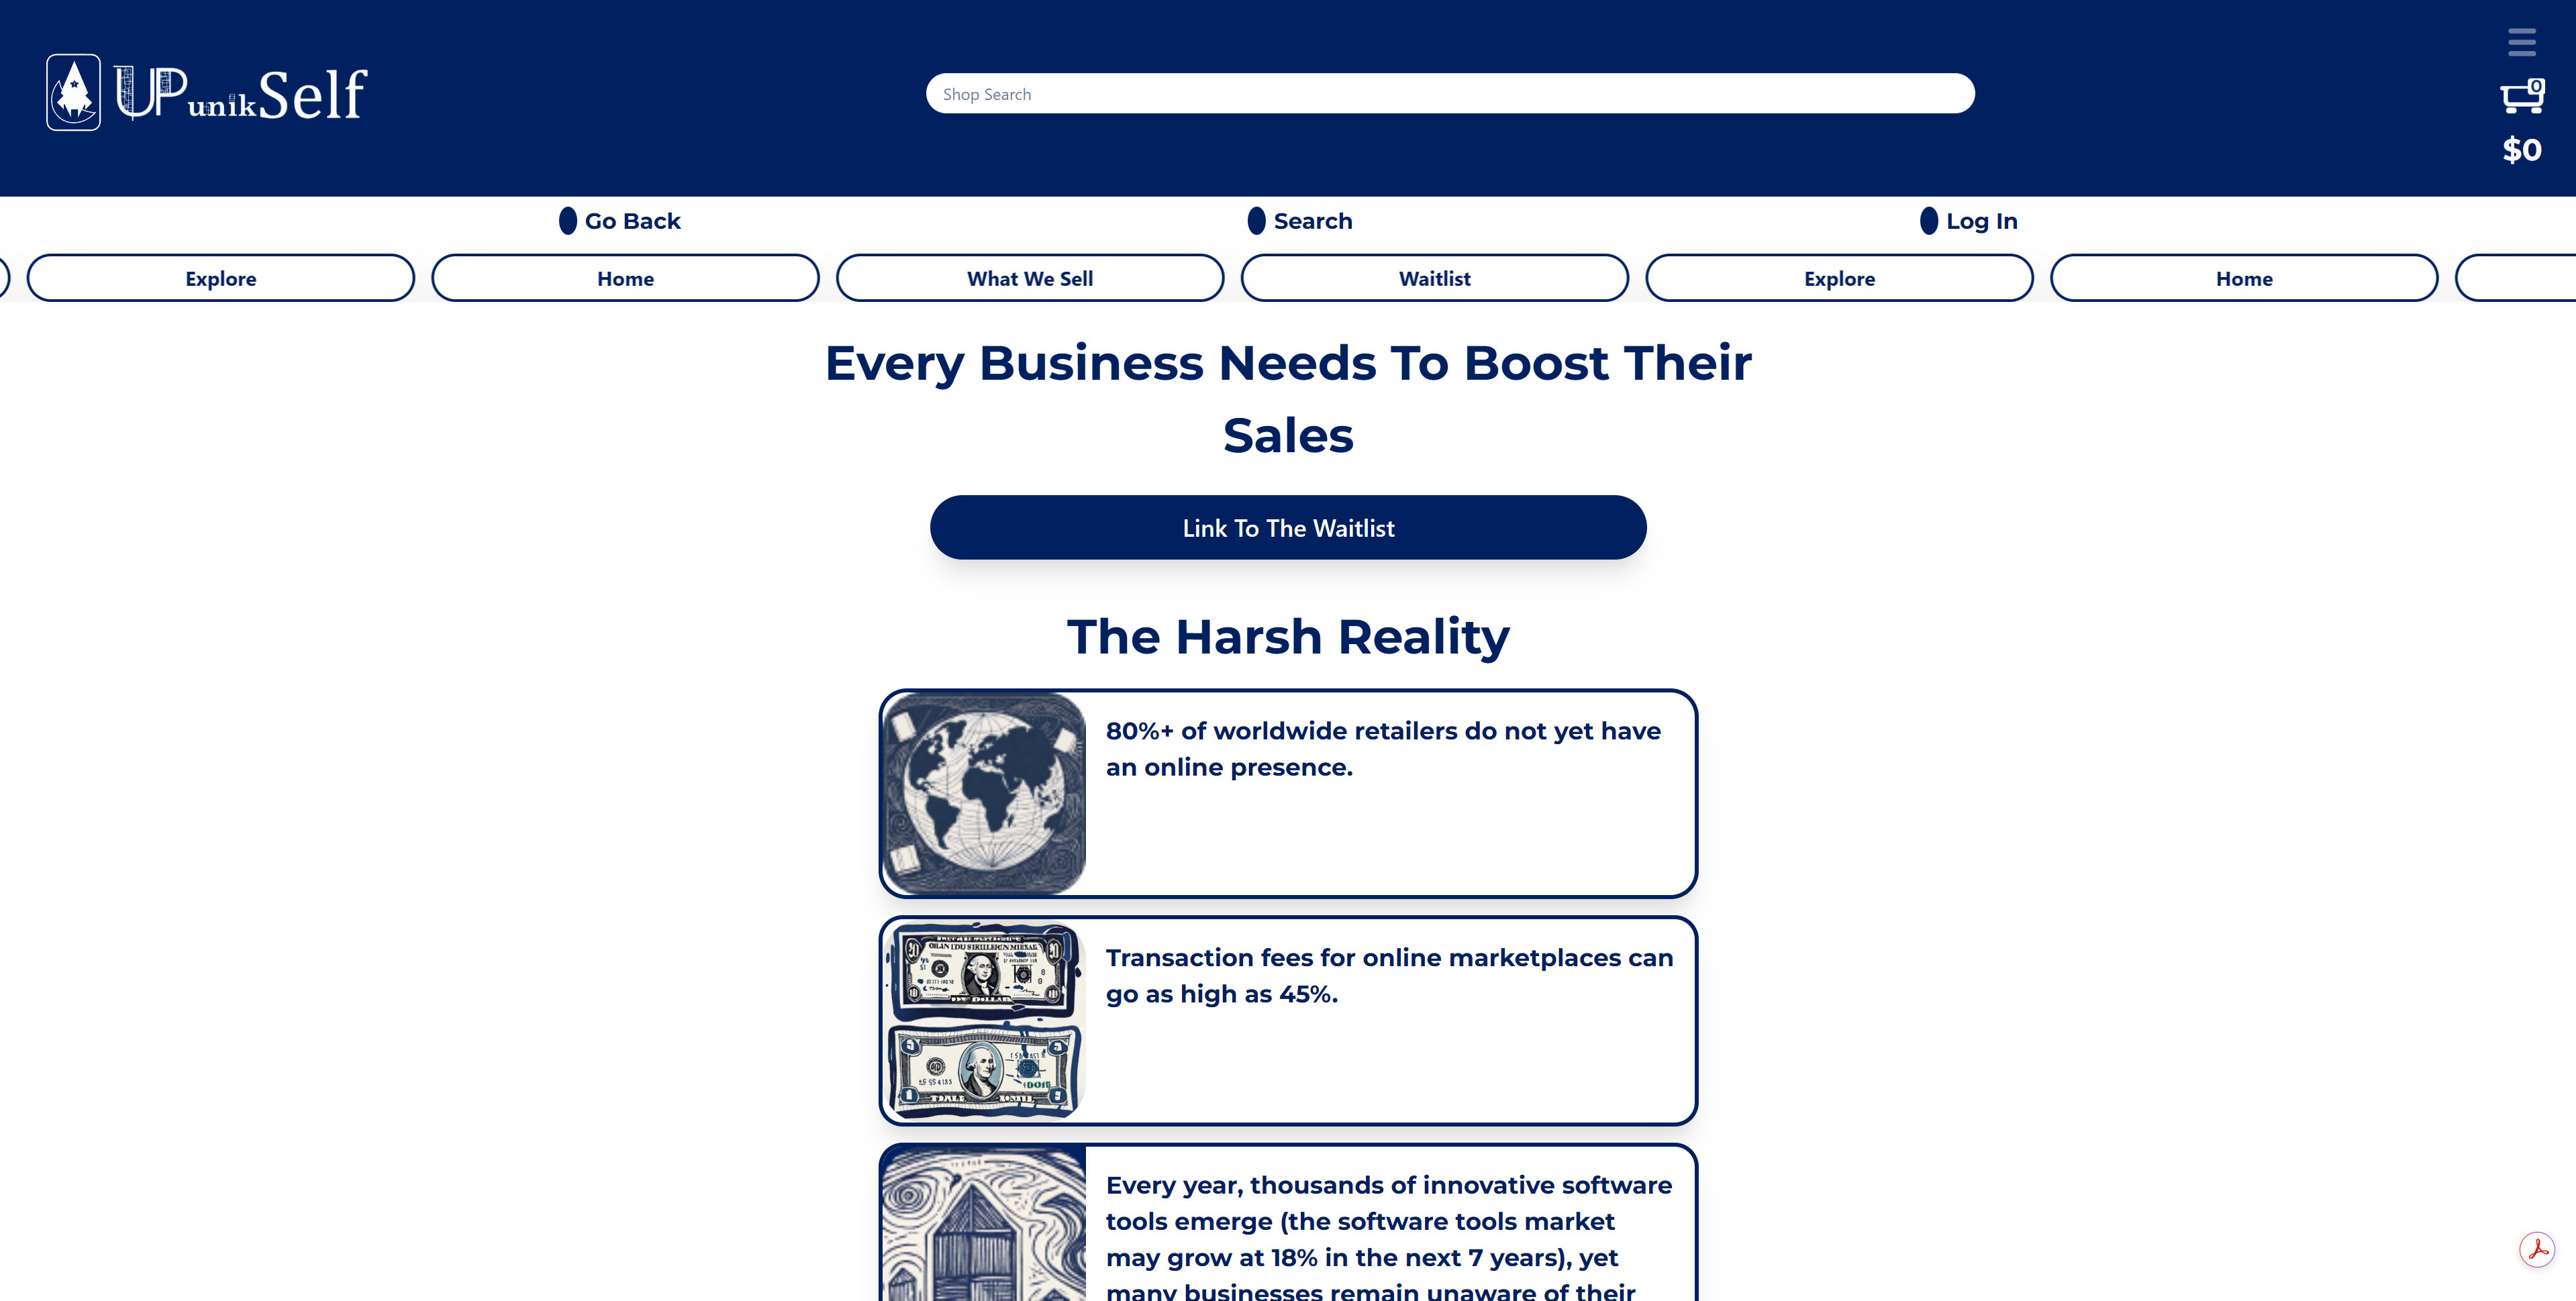 UPunikSelf
Shop Search
0
$0
Go Back
Search
Log In
Explore
Home
What We Sell
Waitlist
Explore
Home
Every Business Needs To Boost Their
Sales
Link To The Waitlist
The Harsh Reality
80%+ of worldwide retailers do not yet have
an online presence.
Transaction fees for online marketplaces can
go as high as 45%.
Every year, thousands of innovative software
tools emerge (the software tools market
may grow at 18% in the next 7 years), yet
many businesses remain unaware of their